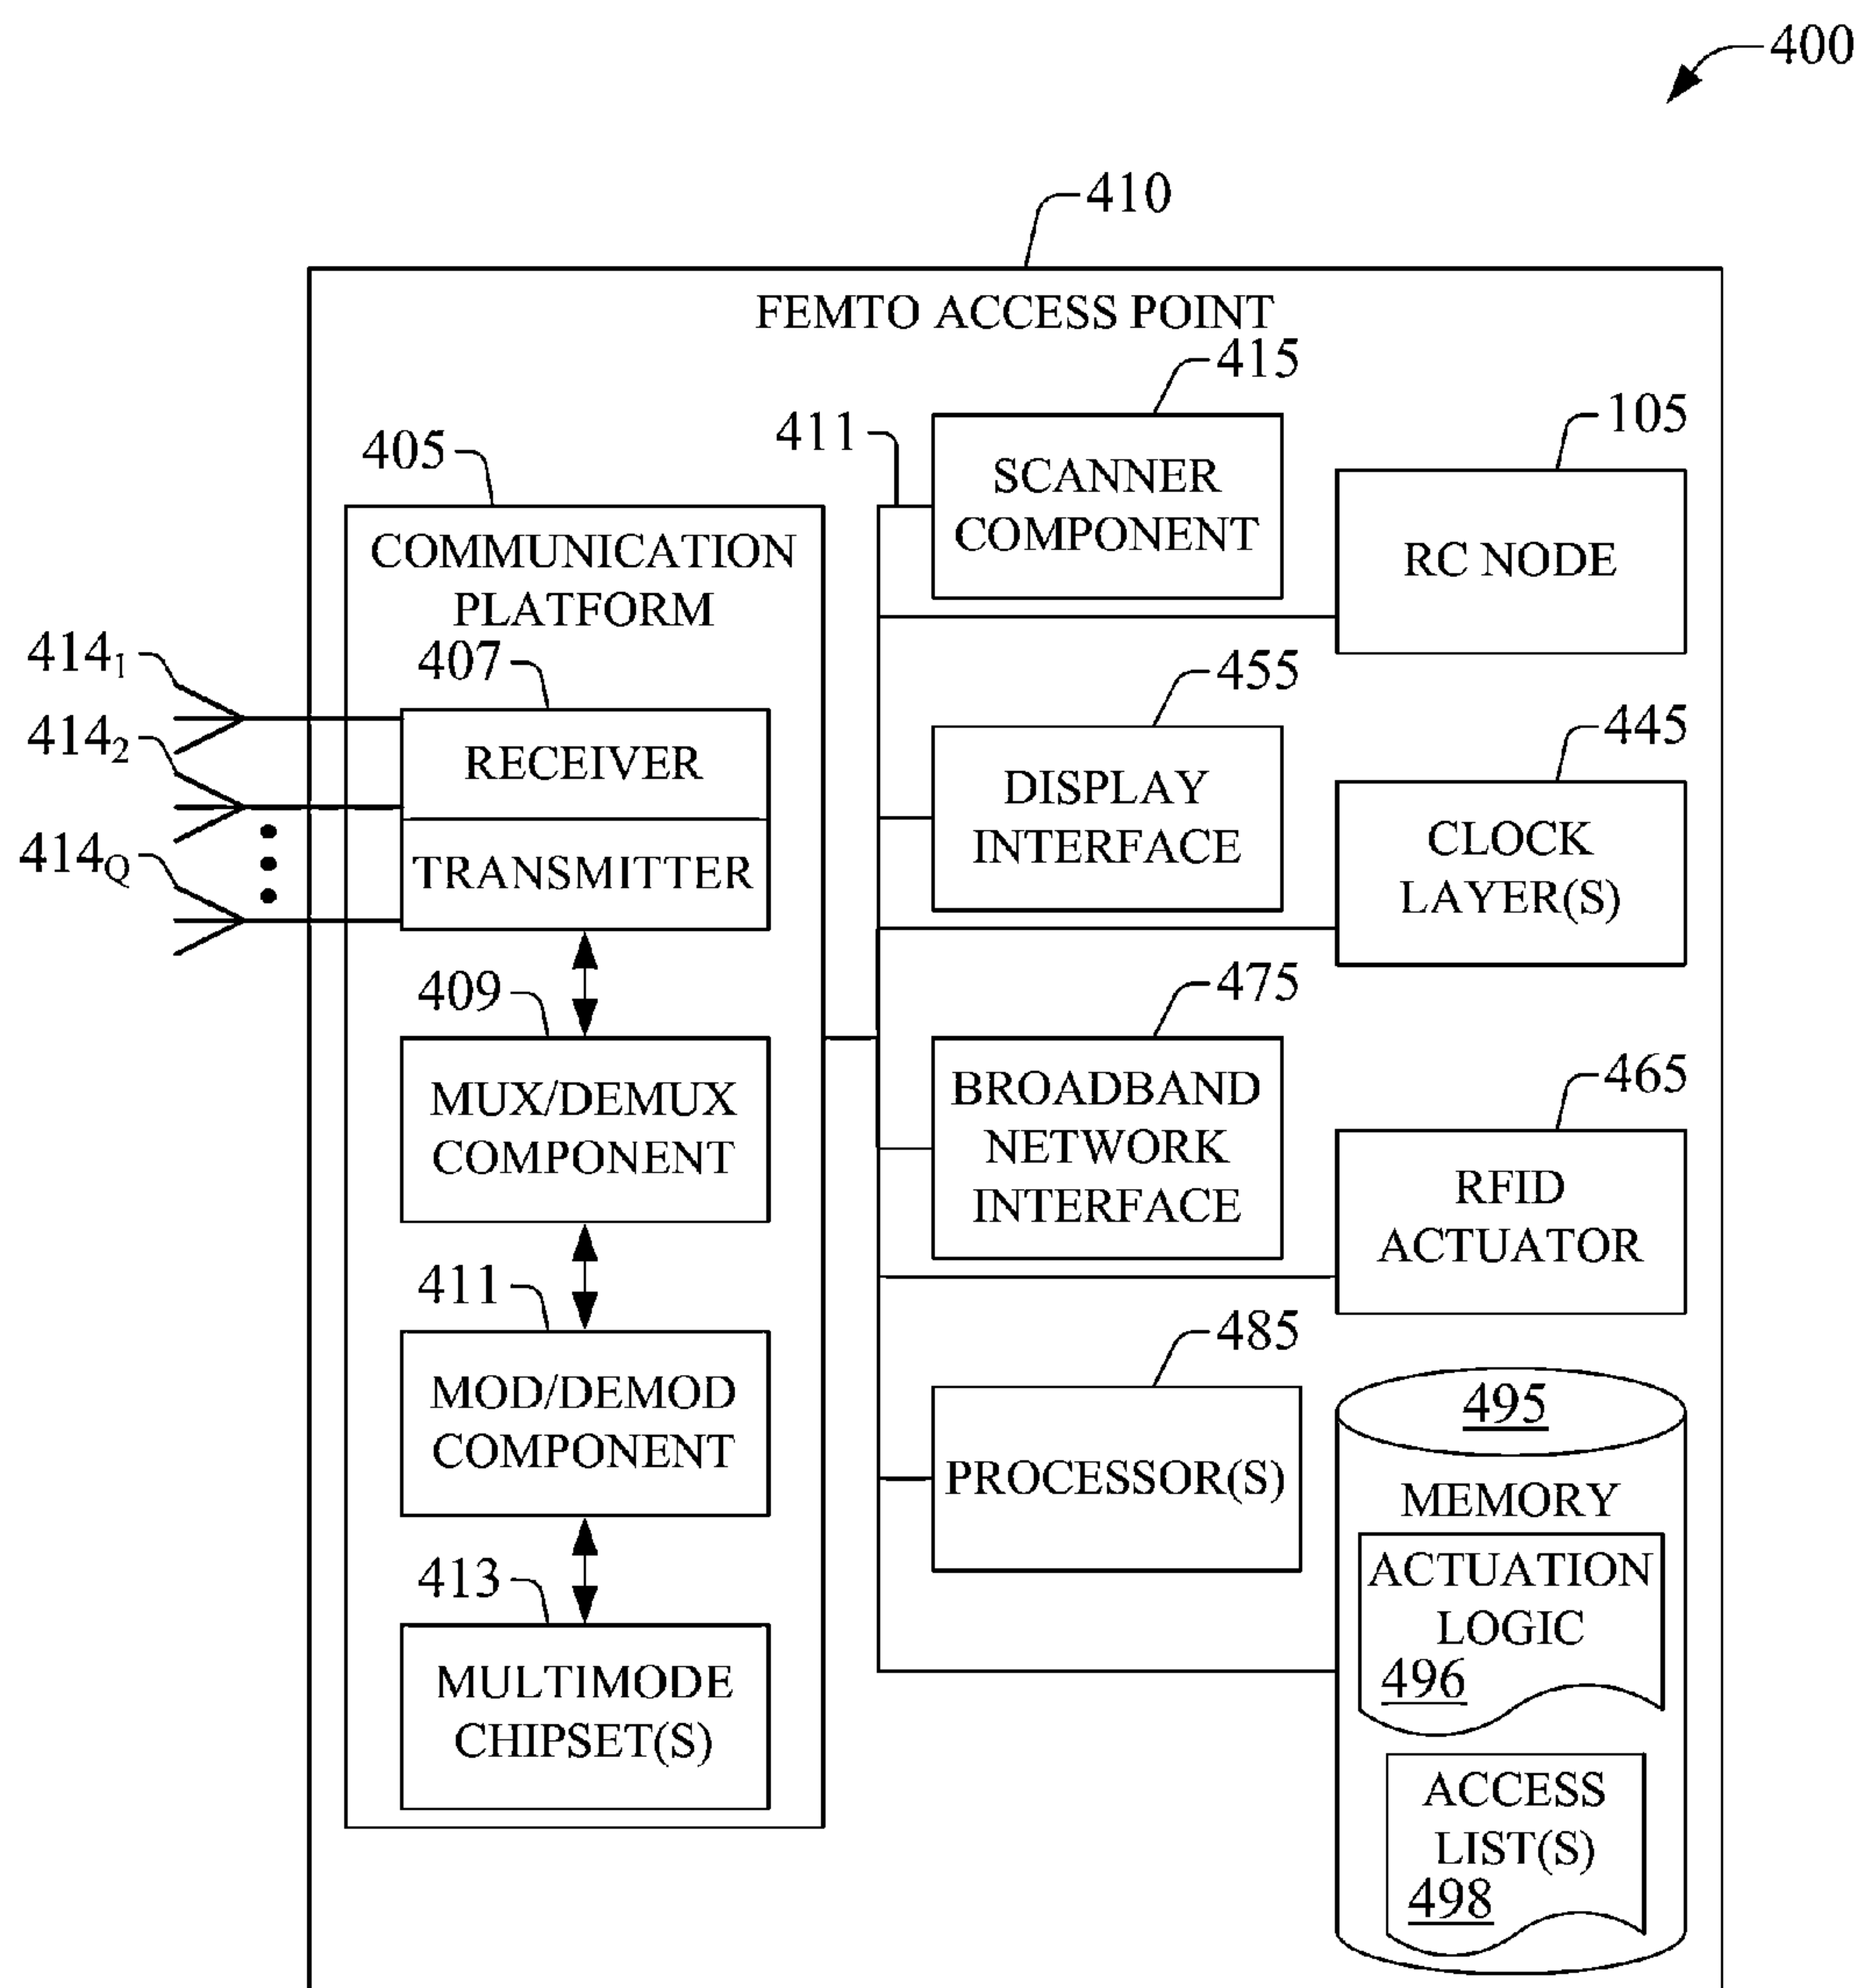 400
410
FEMTO ACCESS POINT
415
411
105
405
SCANNER
COMPONENT
RC NODE
COMMUNICATION
PLATFORM
407
414₁
RECEIVER
414₂
TRANSMITTER
414Q
455
DISPLAY
INTERFACE
445
CLOCK
LAYER(S)
409
MUX/DEMUX
COMPONENT
475
BROADBAND
NETWORK
INTERFACE
465
RFID
ACTUATOR
411
MOD/DEMOD
COMPONENT
485
PROCESSOR(S)
495
MEMORY
ACTUATION
LOGIC
496
413
MULTIMODE
CHIPSET(S)
ACCESS
LIST(S)
498